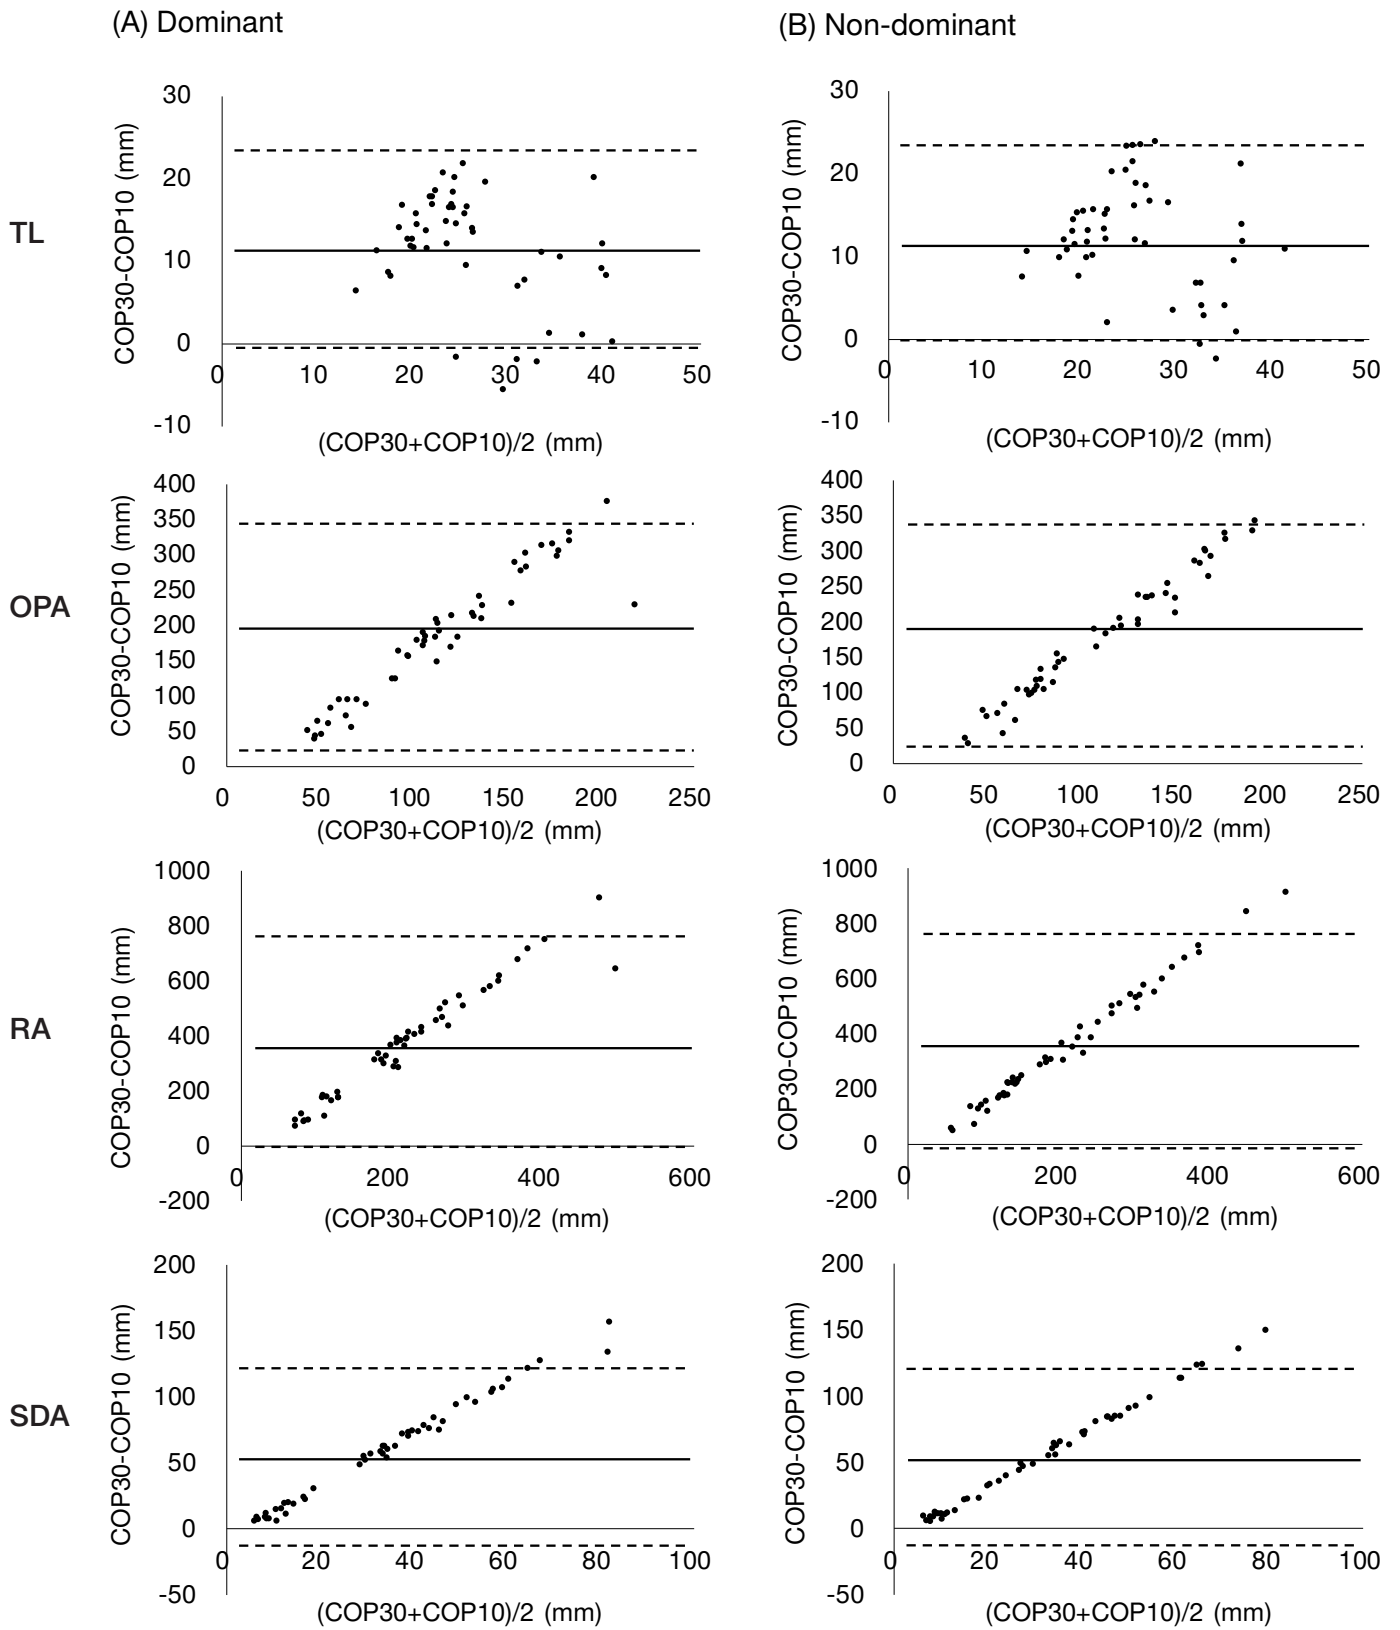 (A) Dominant
(B) Non-dominant
TL
COP30-COP10 (mm)
30
20
10
0
-10
0 10 20 30 40 50
(COP30+COP10)/2 (mm)
COP30-COP10 (mm)
30
20
10
0
-10
0 10 20 30 40 50
(COP30+COP10)/2 (mm)
OPA
COP30-COP10 (mm)
400
350
300
250
200
150
100
50
0
0 50 100 150 200 250
(COP30+COP10)/2 (mm)
COP30-COP10 (mm)
400
350
300
250
200
150
100
50
0
0 50 100 150 200 250
(COP30+COP10)/2 (mm)
RA
COP30-COP10 (mm)
1000
800
600
400
200
0
-200
0 200 400 600
(COP30+COP10)/2 (mm)
COP30-COP10 (mm)
1000
800
600
400
200
0
-200
0 200 400 600
(COP30+COP10)/2 (mm)
SDA
COP30-COP10 (mm)
200
150
100
50
0
-50
0 20 40 60 80 100
(COP30+COP10)/2 (mm)
COP30-COP10 (mm)
200
150
100
50
0
-50
0 20 40 60 80 100
(COP30+COP10)/2 (mm)